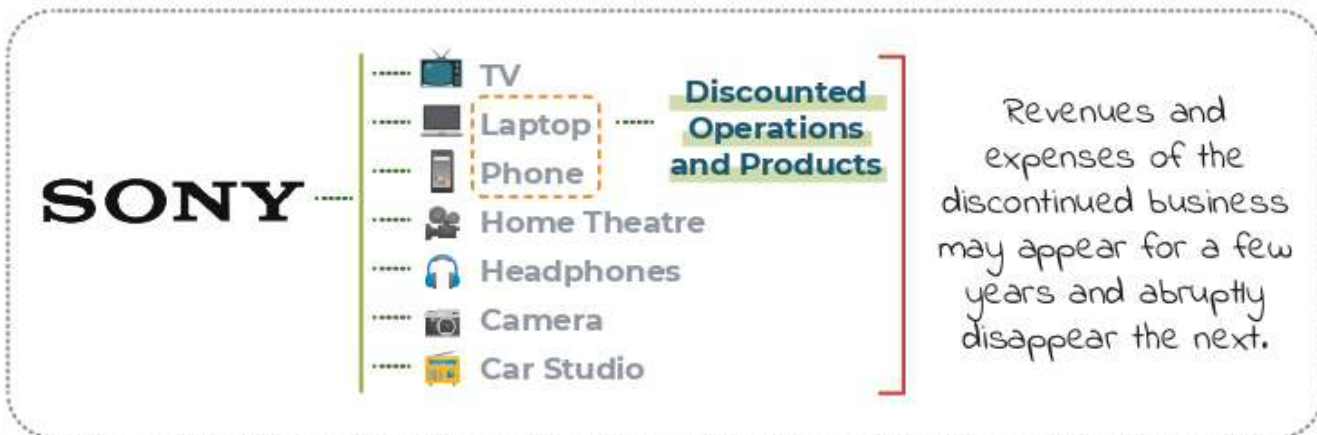 SONY
TV
Laptop
Phone
Home Theatre
Headphones
Camera
Car Studio
Discounted
Operations
and Products
Revenues and
expenses of the
discontinued business
may appear for a few
years and abruptly
disappear the next.